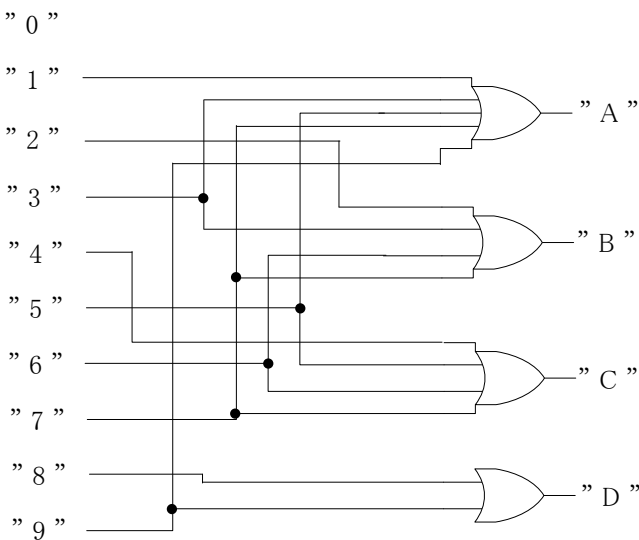 ” 0 ”
” 1 ”
” 2 ”
” 3 ”
” 4 ”
” 5 ”
” 6 ”
” 7 ”
” 8 ”
” 9 ”
” A ”
” B ”
” C ”
” D ”